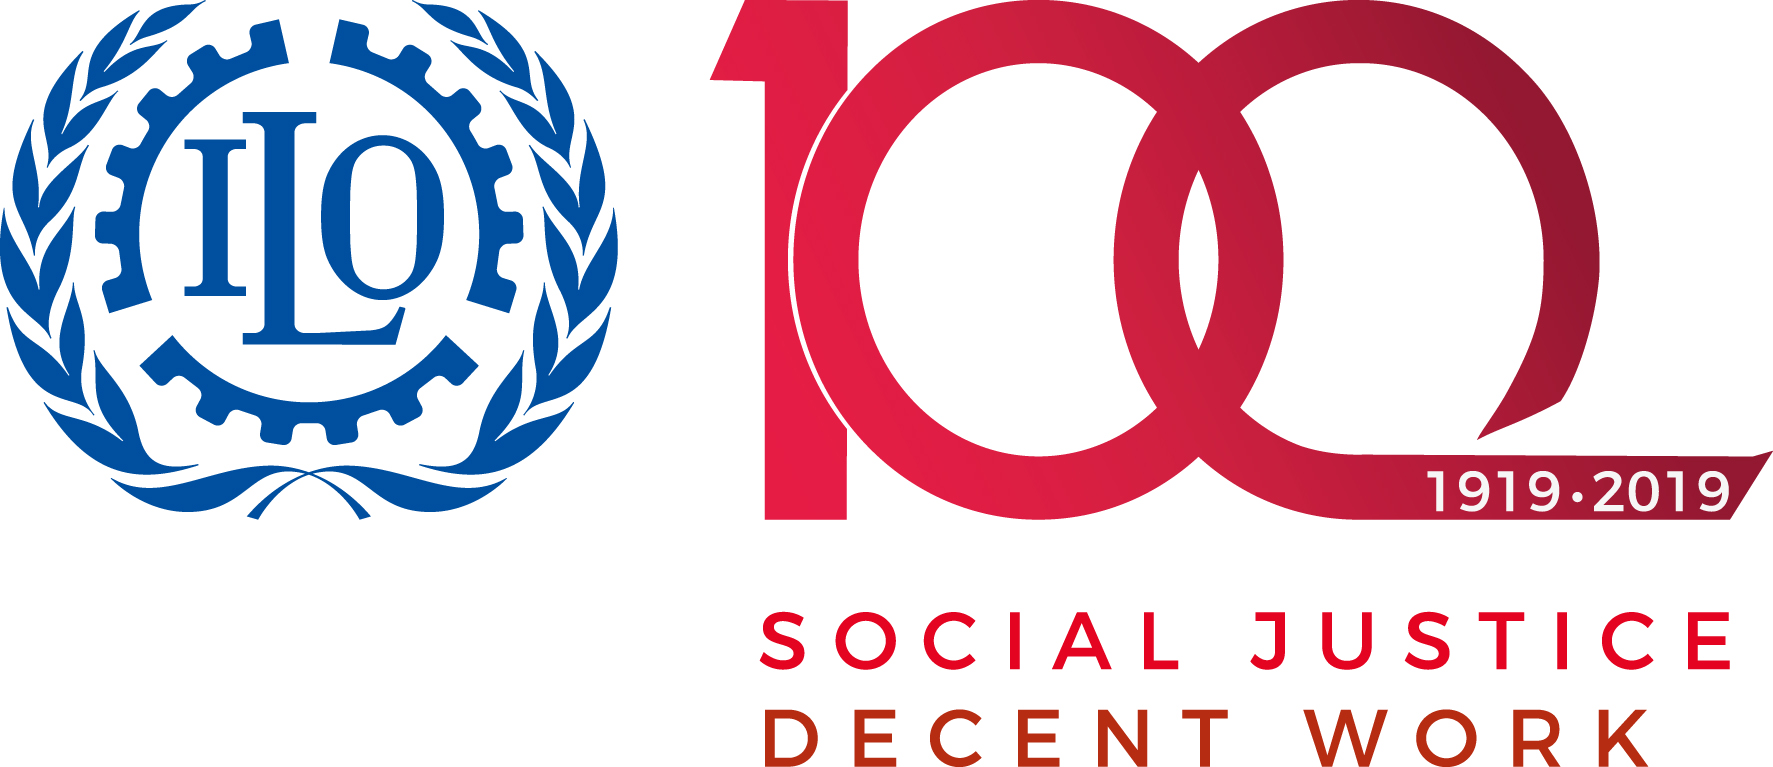 ILO
100
1919·2019
SOCIAL JUSTICE
DECENT WORK